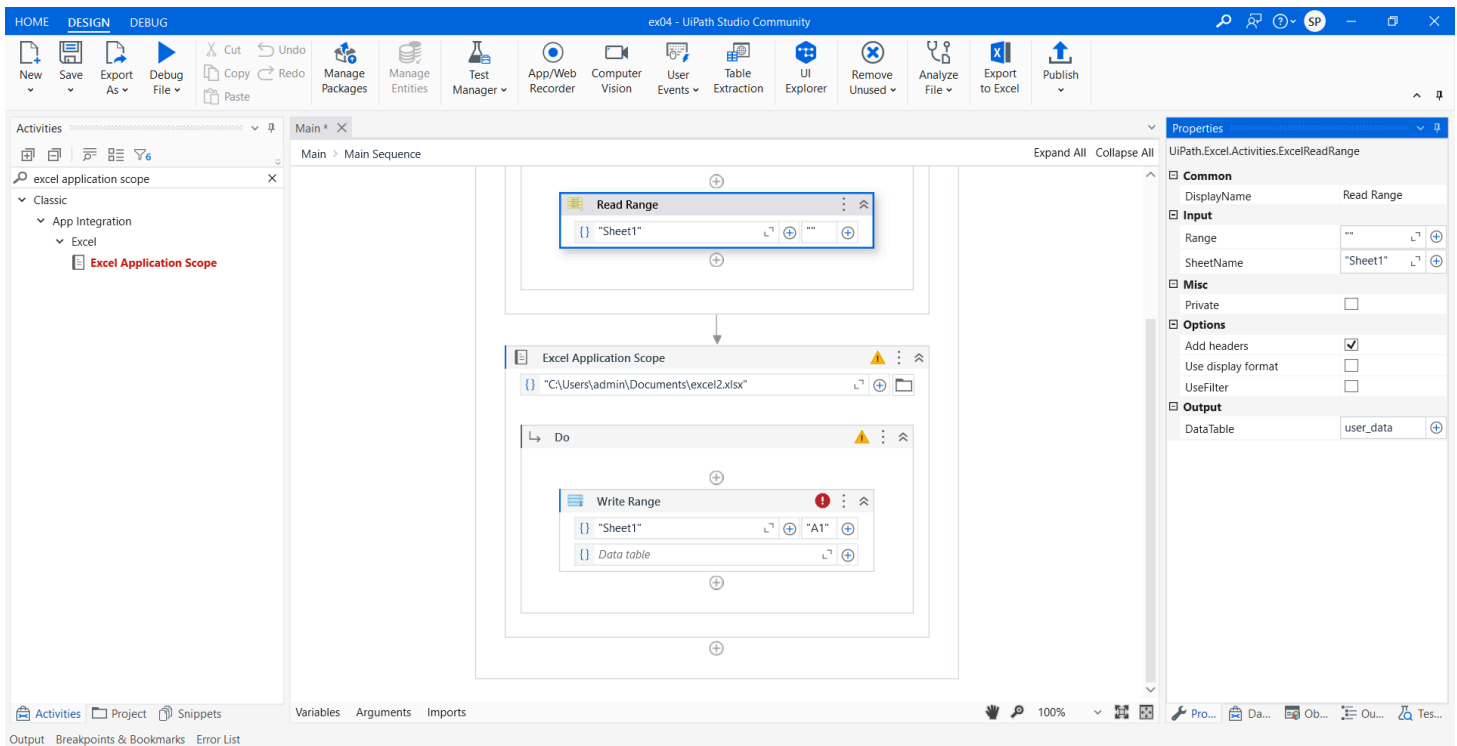 HOME DESIGN DEBUG ex04 - UiPath Studio Community SP
New Save Export As Debug File Cut Copy Paste Undo Redo Manage Packages Manage Entities Test Manager App/Web Recorder Computer Vision User Events Table Extraction UI Explorer Remove Unused Analyze File Export to Excel Publish
Activities
6
excel application scope
Classic
App Integration
Excel
Excel Application Scope
Main *
Main > Main Sequence Expand All Collapse All
Read Range
"Sheet1" ""
Excel Application Scope
"C:\Users\admin\Documents\excel2.xlsx"
Do
Write Range
"Sheet1" "A1"
Data table
Properties
UiPath.Excel.Activities.ExcelReadRange
Common
DisplayName Read Range
Input
Range ""
SheetName "Sheet1"
Misc
Private
Options
Add headers
Use display format
UseFilter
Output
DataTable user_data
Activities Project Snippets
Variables Arguments Imports 100%
Pro... Da... Ob... Ou... Tes...
Output Breakpoints & Bookmarks Error List